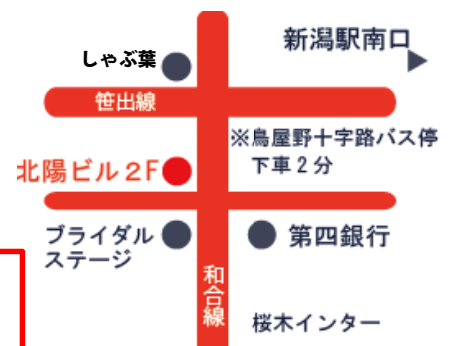 新潟駅南口
しゃぶ葉
笹出線
※鳥屋野十字路バス停
下車2分
北陽ビル2F
ブライダル
ステージ
第四銀行
和合線
桜木インター